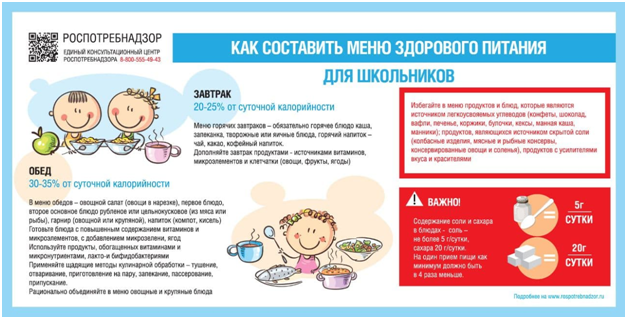 РОСПОТРЕБНАДЗОР
ЕДИНЫЙ КОНСУЛЬТАЦИОННЫЙ ЦЕНТР
РОСПОТРЕБНАДЗОРА 8-800-555-49-43
КАК СОСТАВИТЬ МЕНЮ ЗДОРОВОГО ПИТАНИЯ
ДЛЯ ШКОЛЬНИКОВ
ЗАВТРАК
20-25% от суточной калорийности
Меню горячих завтраков – обязательно горячее блюдо каша,
запеканка, творожные или яичные блюда, горячий напиток –
чай, какао, кофейный напиток.
Дополняйте завтрак продуктами - источниками витаминов,
микроэлементов и клетчатки (овощи, фрукты, ягоды)
ОБЕД
30-35% от суточной калорийности
В меню обедов – овощной салат (овощи в нарезке), первое блюдо,
второе основное блюдо рубленое или цельнокусковое (из мяса или
рыбы), гарнир (овощной или крупяной), напиток (компот, кисель)
Готовьте блюда с повышенным содержанием витаминов и
микроэлементов, с добавлением микрозелени, ягод
Используйте продукты, обогащенных витаминами и
микронутриентами, лакто-и бифидобактериями
Применяйте щадящие методы кулинарной обработки – тушение,
отваривание, приготовление на пару, запекание, пассерование,
припускание.
Рационально объединяйте в меню овощные и крупяные блюда
Избегайте в меню продуктов и блюд, которые являются
источником легкоусвояемых углеводов (конфеты, шоколад,
вафли, печенье, коржики, булочки, кексы, манная каша,
манники); продуктов, являющихся источником скрытой соли
(колбасные изделия, мясные и рыбные консервы,
консервированные овощи и соленья), продуктов с усилителями
вкуса и красителями
ВАЖНО!
Содержание соли и сахара
в блюдах - соль –
не более 5 г/сутки,
сахара 20 г/сутки.
На один прием пищи как
минимум должно быть
в 4 раза меньше.
5г
СУТКИ
20г
СУТКИ
Подробнее на www.rospotrebnadzor.ru